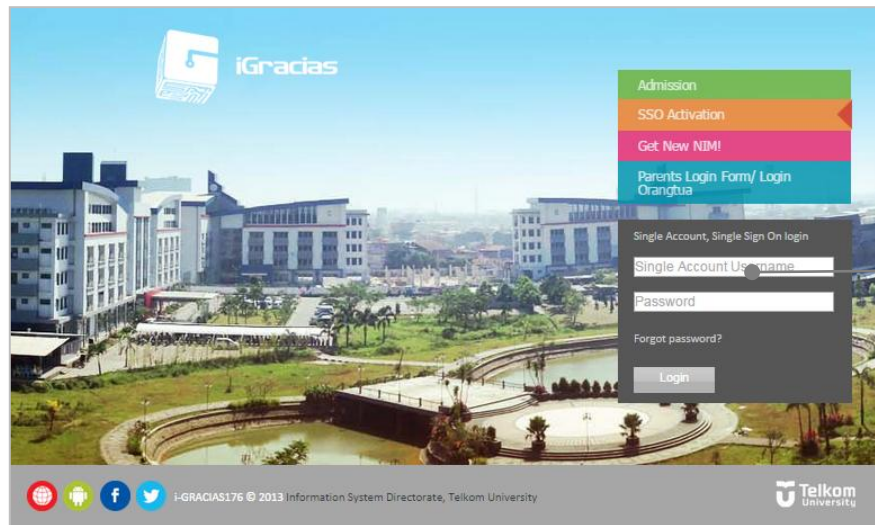 iGracias
Admission
SSO Activation
Get New NIM!
Parents Login Form/ Login
Orangtua
Single Account, Single Sign On login
Single Account Username
Password
Forgot password?
Login
i-GRACIAS176 © 2013 Information System Directorate, Telkom University
Telkom
University